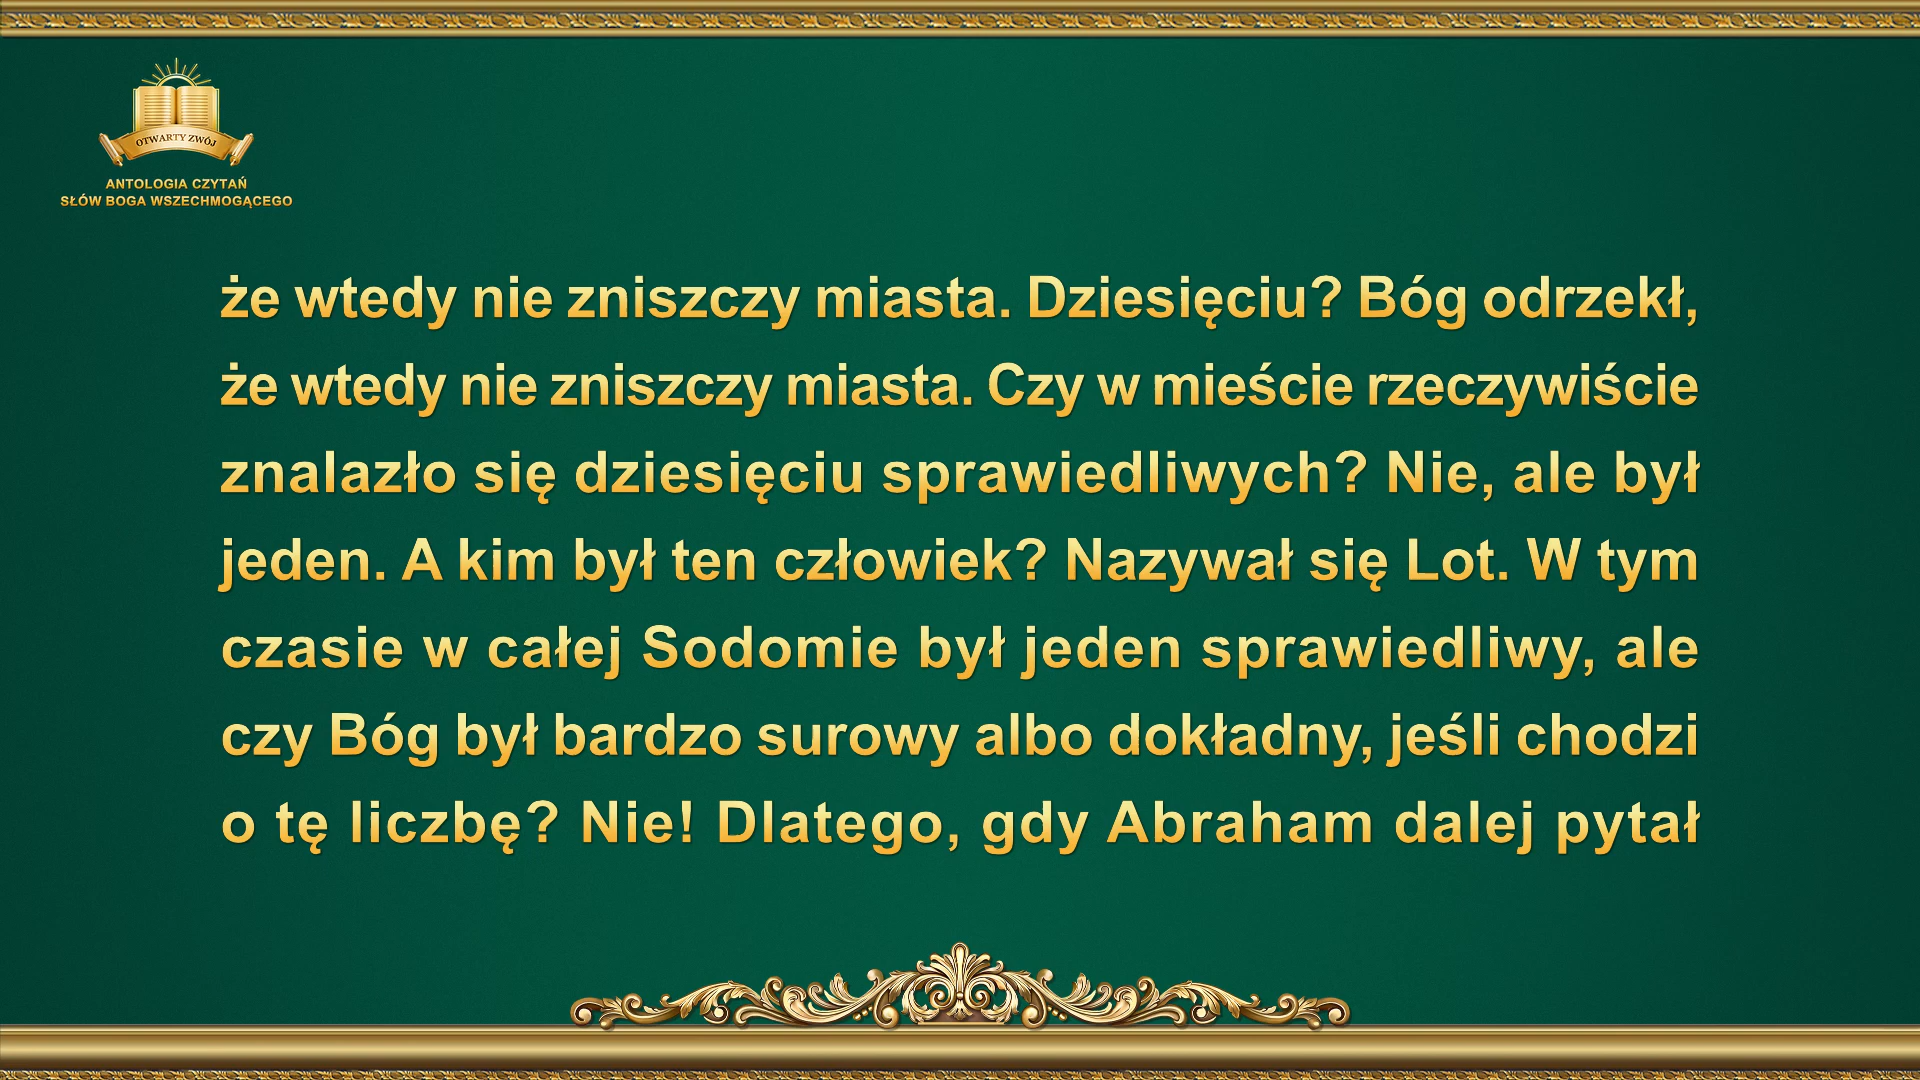 OTWARTY ZWÓJ
ANTOLOGIA CZYTAŃ
SŁÓW BOGA WSZECHMOGĄCEGO
że wtedy nie zniszczy miasta. Dziesięciu? Bóg odrzekł,
że wtedy nie zniszczy miasta. Czy w mieście rzeczywiście
znalazło się dziesięciu sprawiedliwych? Nie, ale był
jeden. A kim był ten człowiek? Nazywał się Lot. W tym
czasie w całej Sodomie był jeden sprawiedliwy, ale
czy Bóg był bardzo surowy albo dokładny, jeśli chodzi
o tę liczbę? Nie! Dlatego, gdy Abraham dalej pytał